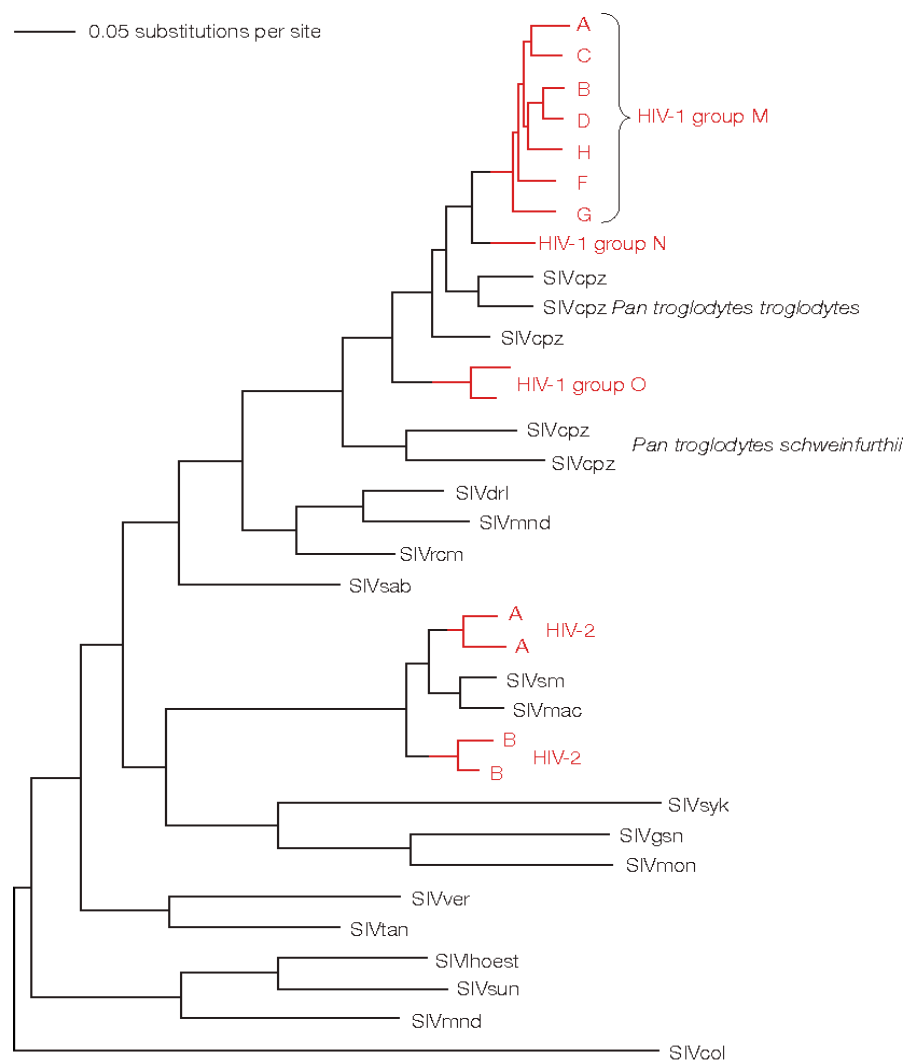 0.05 substitutions per site
A
C
B
D
HIV-1 group M
H
F
G
HIV-1 group N
SIVcpz
SIVcpz Pan troglodytes troglodytes
SIVcpz
HIV-1 group O
SIVcpz
Pan troglodytes schweinfurthii
SIVcpz
SIVdrl
SIVmnd
SIVrcm
SIVsab
A
HIV-2
A
SIVsm
SIVmac
B
HIV-2
B
SIVsyk
SIVgsn
SIVmon
SIVver
SIVtan
SIVlhoest
SIVsun
SIVmnd
SIVcol